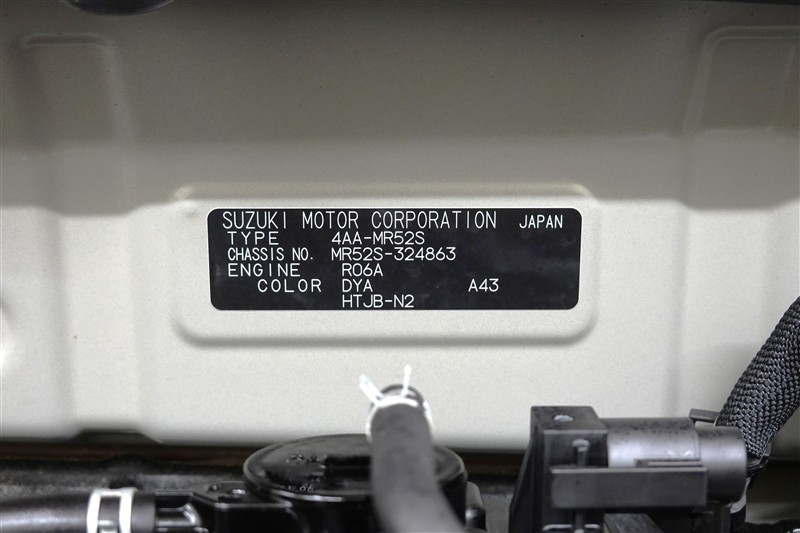 SUZUKI MOTOR CORPORATION JAPAN
TYPE 4AA-MR52S
CHASSIS NO. MR52S-324863
ENGINE R06A
COLOR DYA A43
HTJB-N2